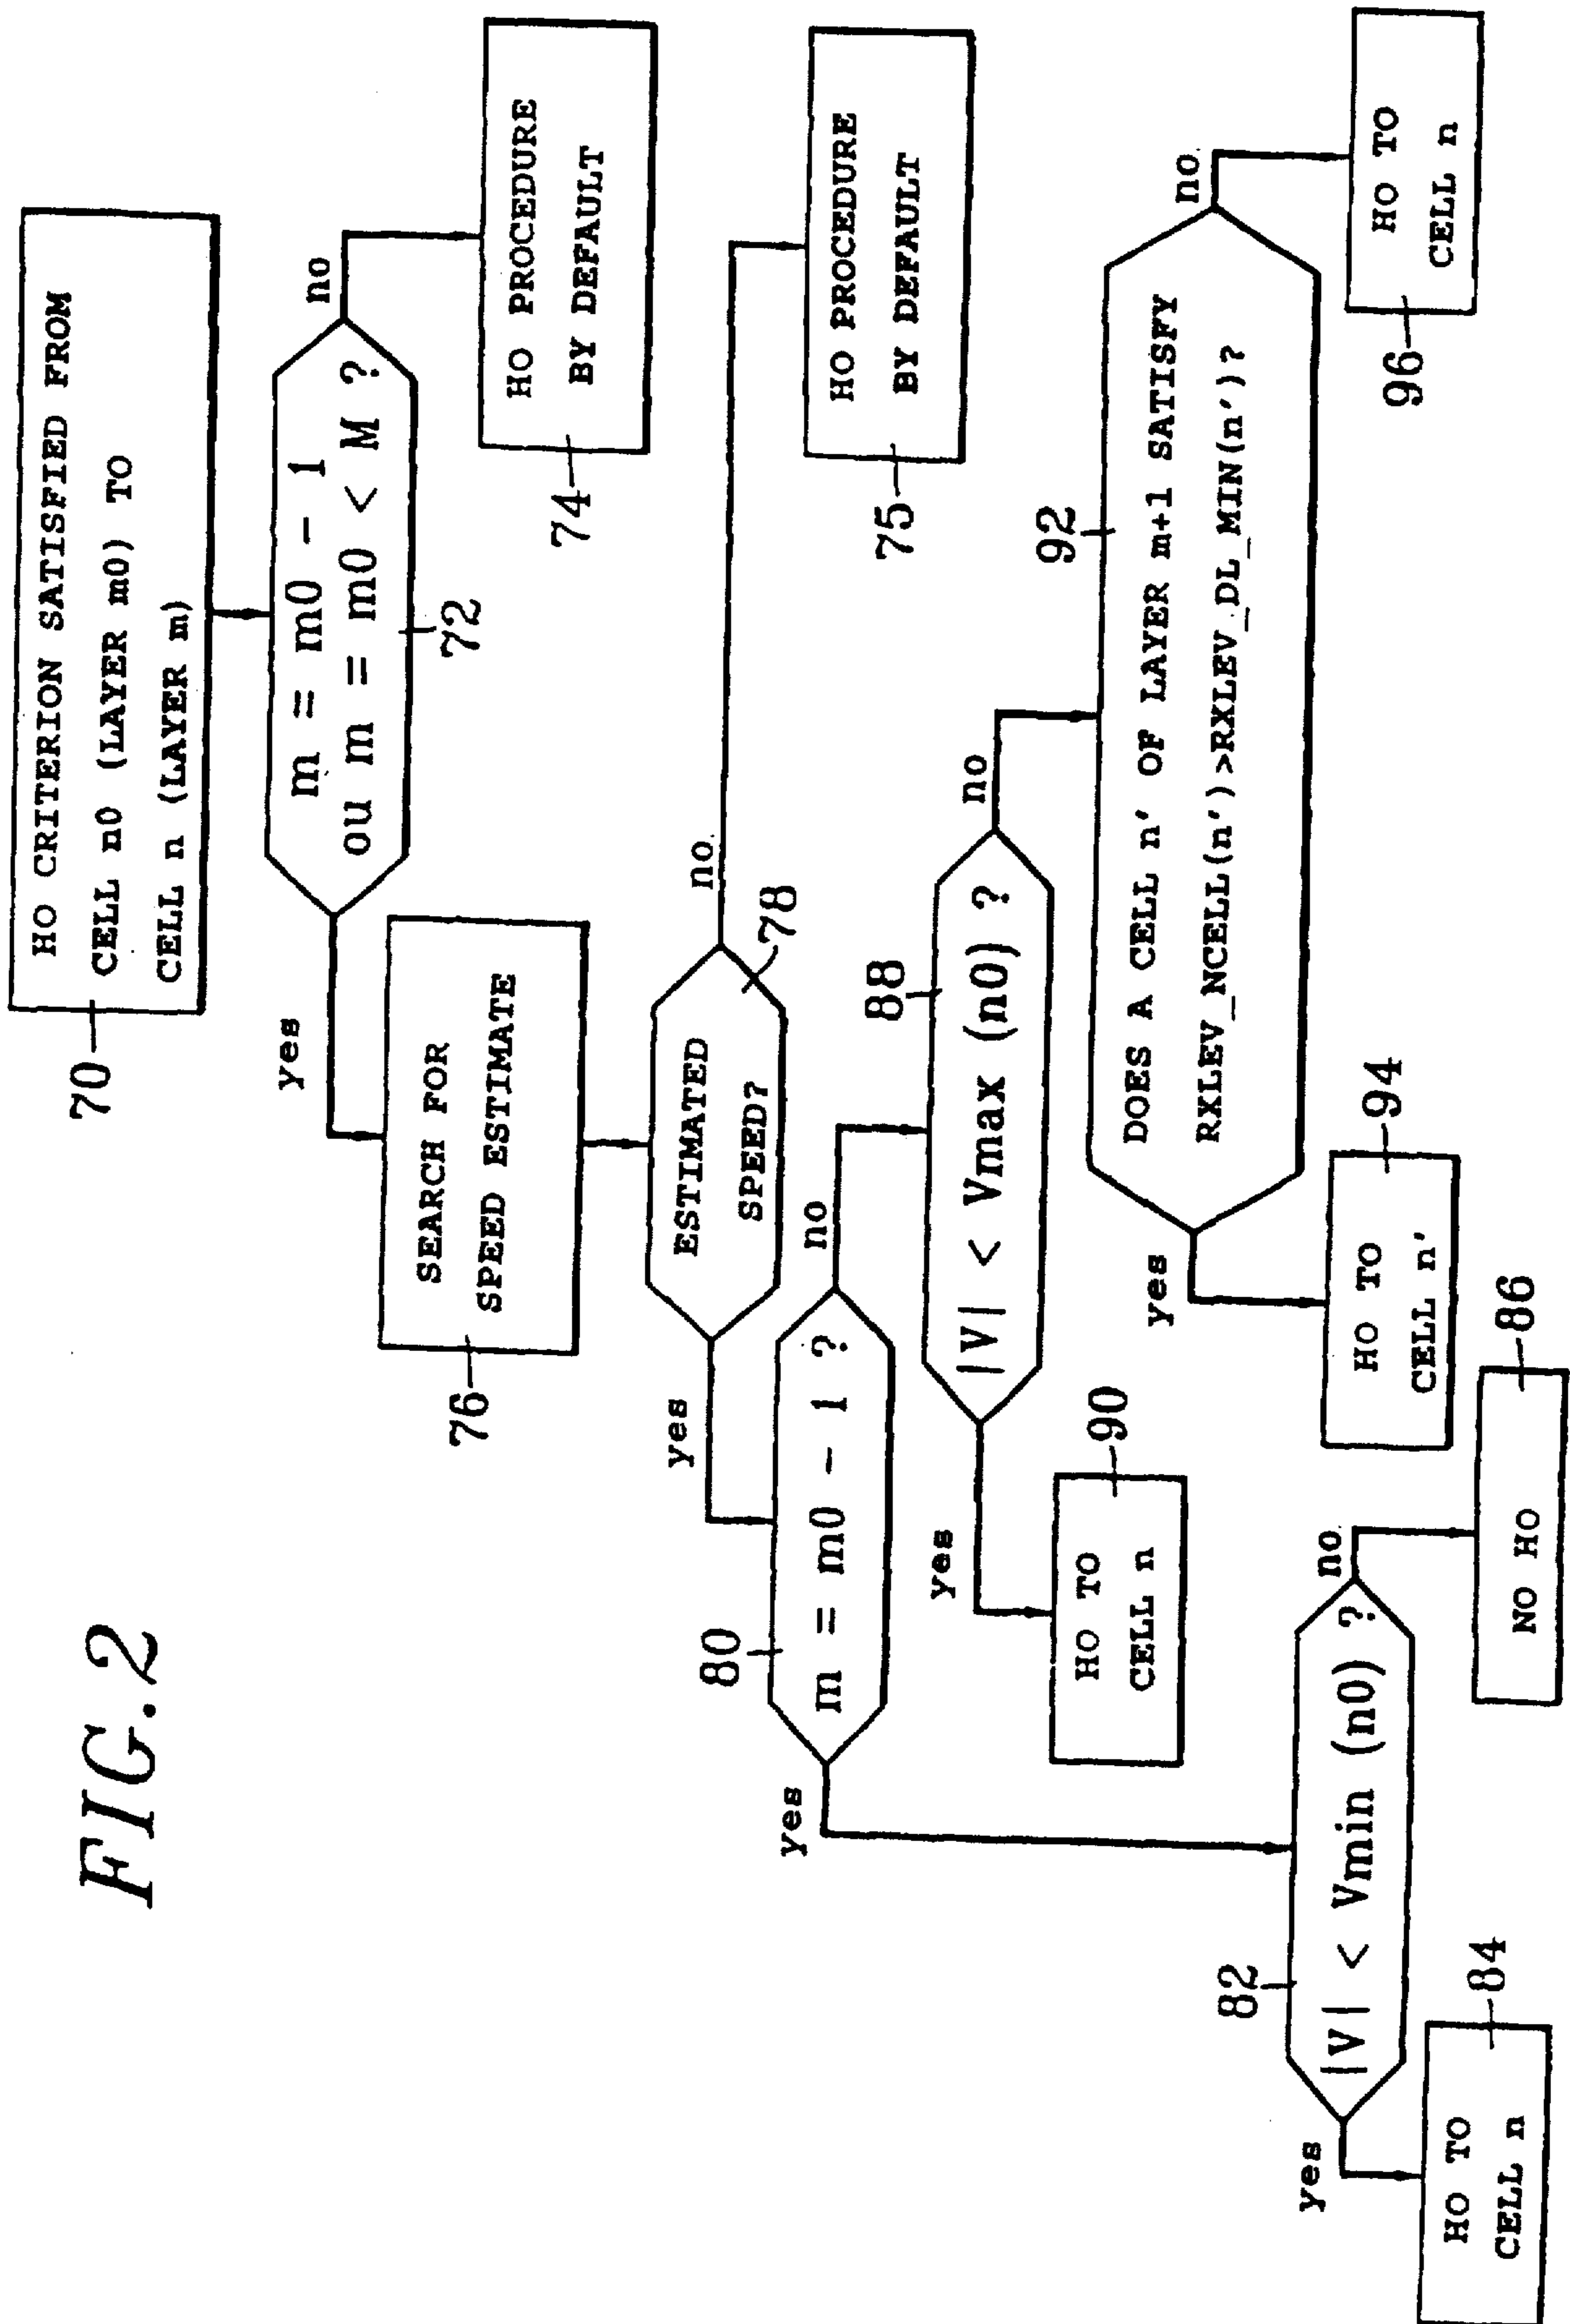 FIG.2
HO CRITERION SATISFIED FROM
CELL n0 (LAYER m0) TO
CELL n (LAYER m)
70
m = m0 - 1
ou m = m0 < M ?
72
yes
no
HO PROCEDURE
BY DEFAULT
74
SEARCH FOR
SPEED ESTIMATE
76
ESTIMATED
SPEED?
78
yes
no
HO PROCEDURE
BY DEFAULT
75
m = m0 - 1 ?
80
yes
no
|V| < Vmax (n0) ?
88
yes
no
HO TO
CELL n
90
DOES A CELL n' OF LAYER m+1 SATISFY
RXLEV_NCELL(n')>RXLEV_DL_MIN(n')?
92
yes
no
HO TO
CELL n'
94
HO TO
CELL n
96
|V| < Vmin (n0) ?
82
yes
no
HO TO
CELL n
84
NO HO
86